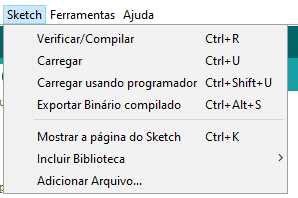 Sketch Ferramentas Ajuda
Verificar/Compilar Ctrl+R
Carregar Ctrl+U
Carregar usando programador Ctrl+Shift+U
Exportar Binário compilado Ctrl+Alt+S
Mostrar a página do Sketch Ctrl+K
Incluir Biblioteca
Adicionar Arquivo...